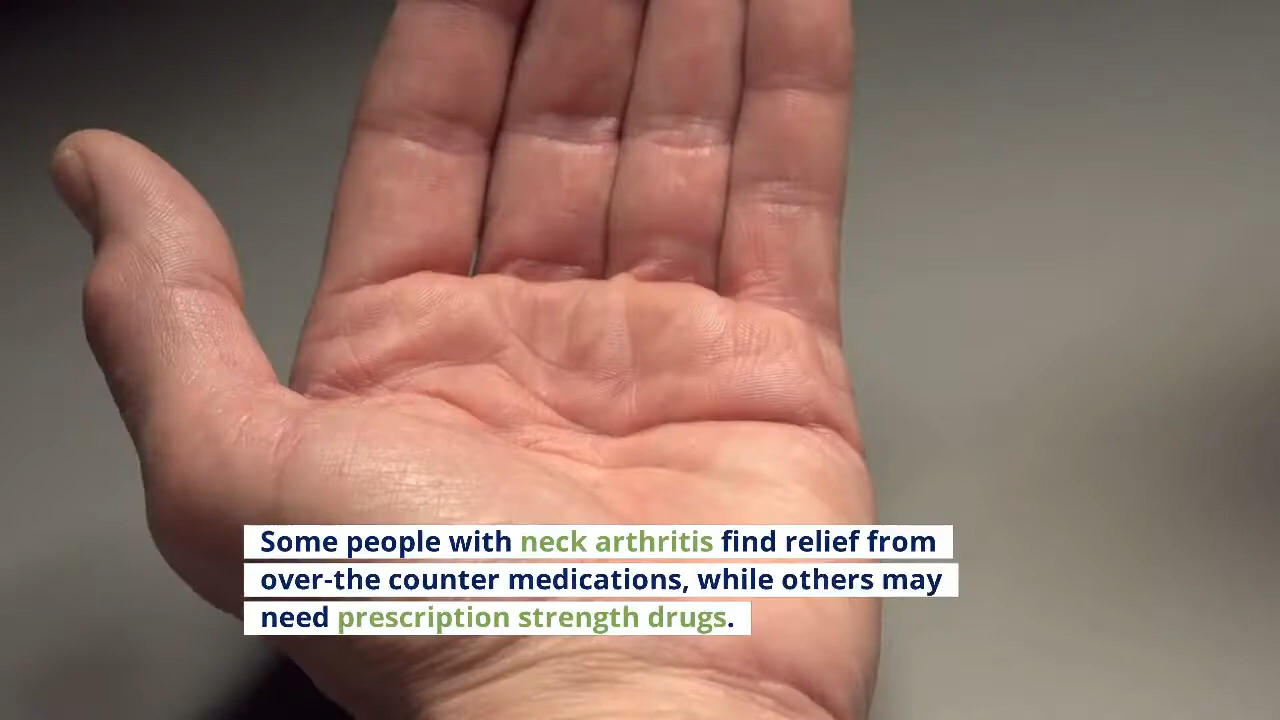 Some people with neck arthritis find relief from
over-the counter medications, while others may
need prescription strength drugs.